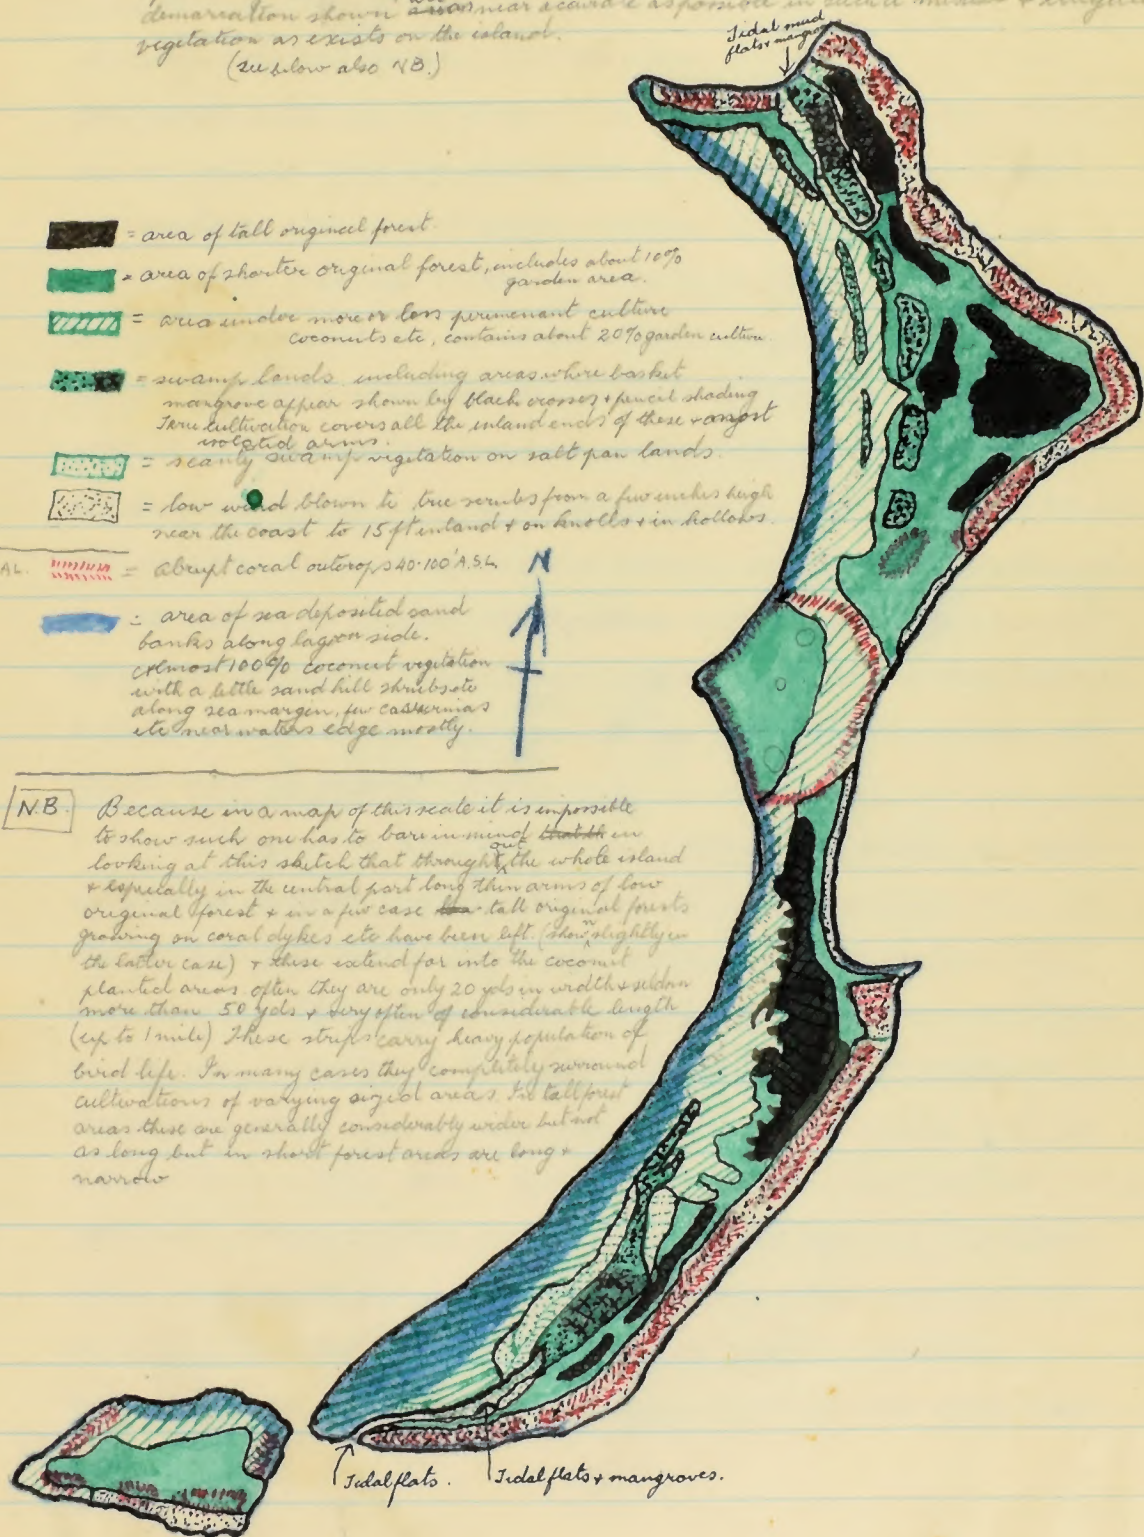 demarcation shown are near accurate as possible in such
vegetation as exists on the island.
(see below also NB.)
Tidal mud
flats & mangroves
= area of tall original forest.
= area of shorter original forest, includes about 10%
garden area.
= area under more or less permenant culture
coconuts etc, contains about 20% garden culture.
= swamp lands including areas where basket
mangrove appear shown by black crosses & pencil shading
Taru cultivation covers all the inland ends of these & most
isolated arms.
= scanty swamp vegetation on salt pan lands.
= low wind blown to true scrubs from a few inches high
near the coast to 15 ft inland & on knolls & in hollows.
AL. = abrupt coral outcrops 40-100' A.S.L.
N
= area of sea deposited sand
banks along lagoon side.
Almost 100% coconut vegetation
with a little sand hill shrubs etc
along sea margin, few casurinas
etc near waters edge mostly.
N.B. Because in a map of this scale it is impossible
to show such one has to bare in mind that th in
looking at this sketch that throught out the whole island
& especially in the central part long thin arms of low
original forest & in a few case tall original forests
growing on coral dykes etc have been left. (shown slightly in
the latter case) & these extend far into the coconut
planted areas often they are only 20 yds in width & seldom
more than 50 yds & very often of considerable length
(up to 1 mile) These strips carry heavy population of
bird life. In many cases they completely surround
cultivations of varying sized areas. In tall forest
areas these are generally considerably wider but not
as long but in short forest areas are long &
narrow
Tidal flats.
Tidal flats & mangroves.